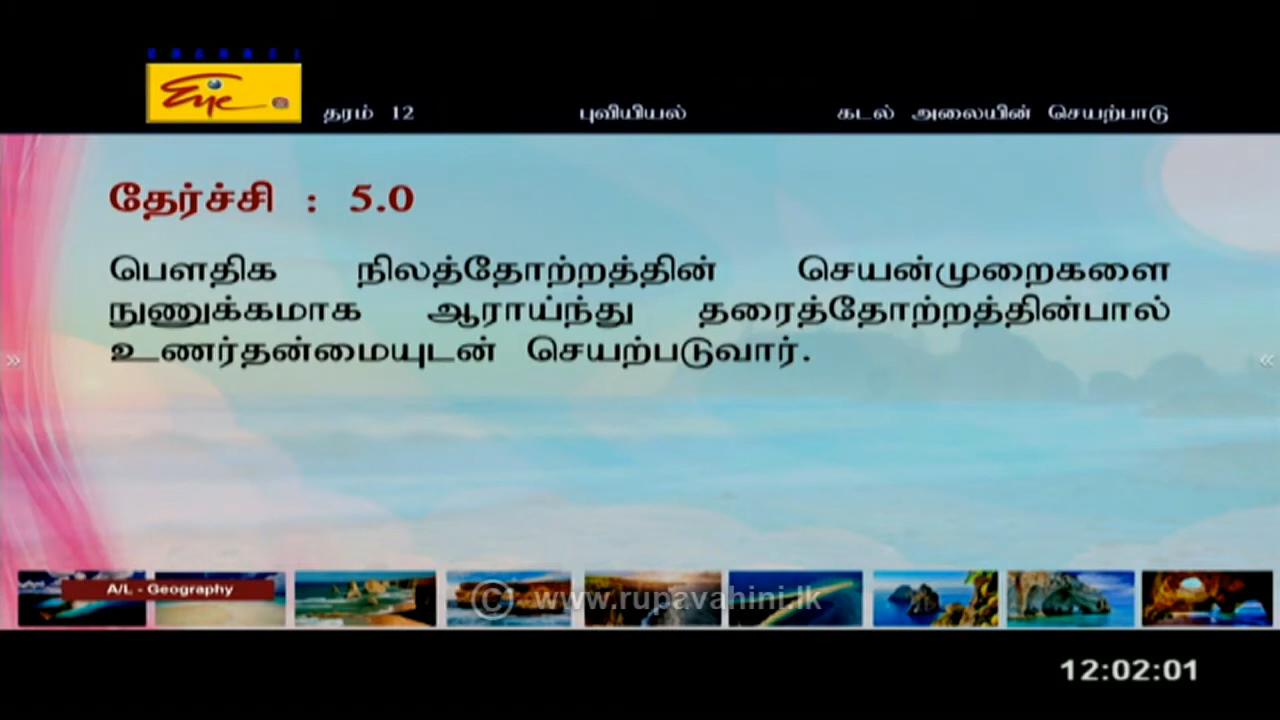 CHANNEL
Eye
தரம் 12 புவியியல் கடல் அலையின் செயற்பாடு
தேர்ச்சி : 5.0
பௌதிக நிலத்தோற்றத்தின் செயன்முறைகளை
நுணுக்கமாக ஆராய்ந்து தரைத்தோற்றத்தின்பால்
உணர்தன்மையுடன் செயற்படுவார்.
A/L - Geography
© www.rupavahini.lk
12:02:01